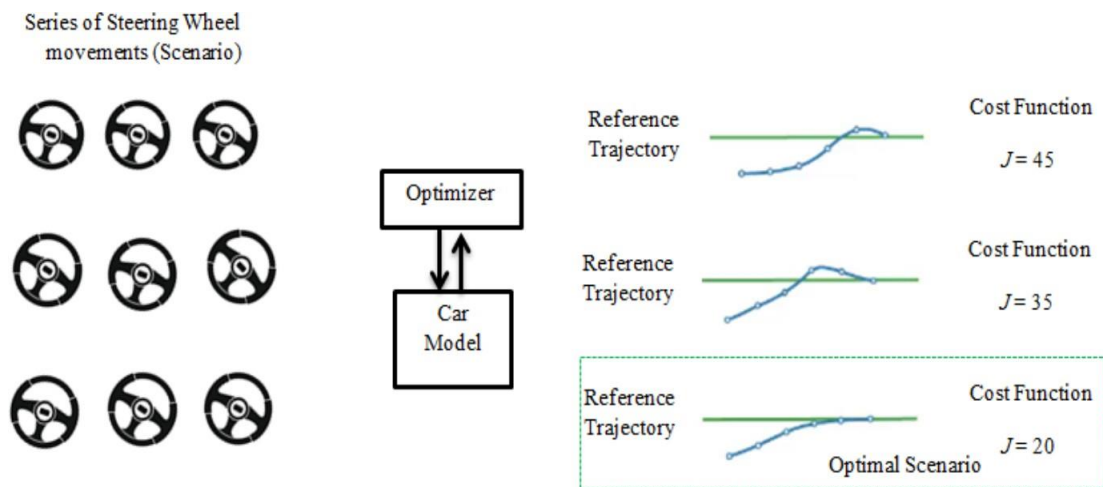 Series of Steering Wheel
movements (Scenario)
Optimizer
Car
Model
Reference
Trajectory
Cost Function
J = 45
Reference
Trajectory
Cost Function
J = 35
Reference
Trajectory
Cost Function
J = 20
Optimal Scenario